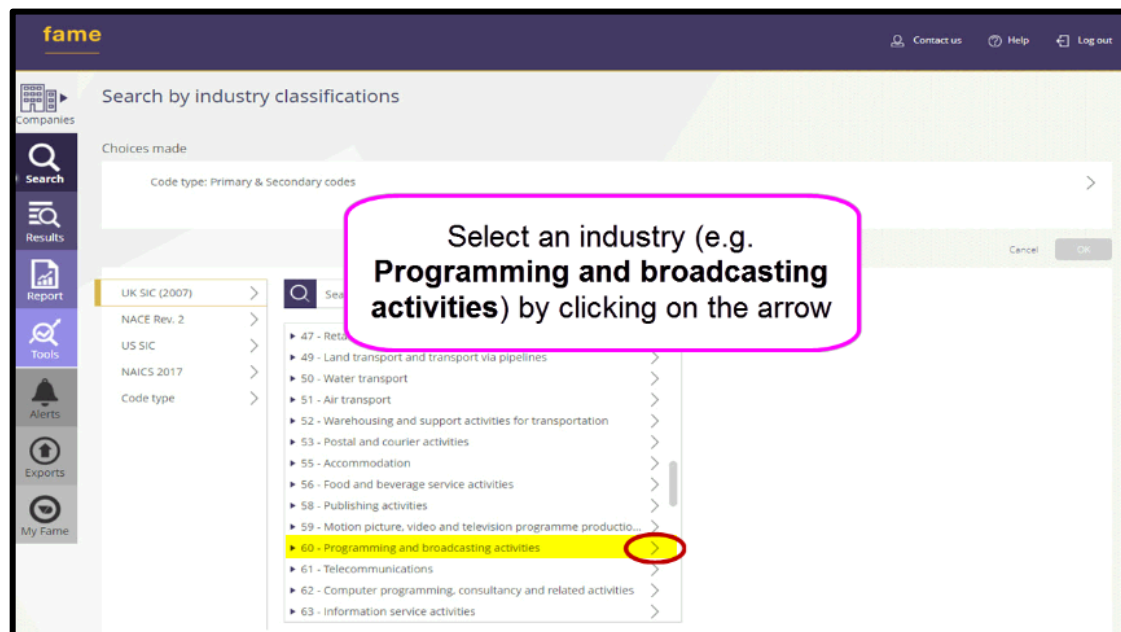 fame
Contact us
Help
Log out
Companies
Search by industry classifications
Search
Choices made
Code type: Primary & Secondary codes
Results
Select an industry (e.g.
Programming and broadcasting
activities) by clicking on the arrow
Cancel
OK
Report
UK SIC (2007)
NACE Rev. 2
US SIC
NAICS 2017
Code type
Tools
Alerts
Exports
My Fame
Sea
47 - Reta
49 - Land transport and transport via pipelines
50 - Water transport
51 - Air transport
52 - Warehousing and support activities for transportation
53 - Postal and courier activities
55 - Accommodation
56 - Food and beverage service activities
58 - Publishing activities
59 - Motion picture, video and television programme productio...
60 - Programming and broadcasting activities
61 - Telecommunications
62 - Computer programming, consultancy and related activities
63 - Information service activities